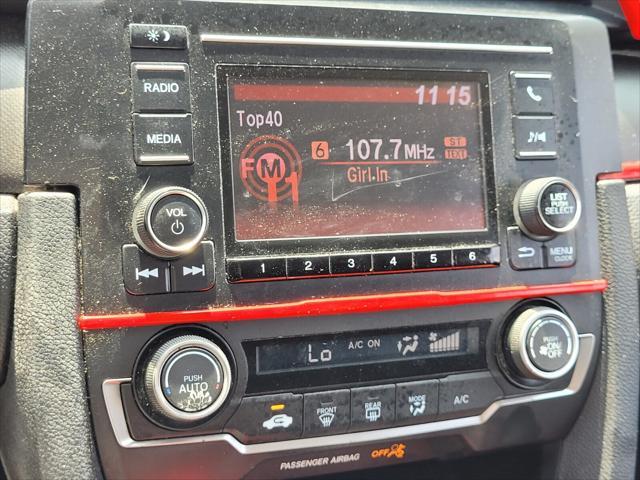 RADIO
MEDIA
VOL
11 15
Top40
FM1
6 107.7MHz ST
TEXT
Girl In
LIST
PUSH
SELECT
MENU
CLOCK
1 2 3 4 5 6
PUSH
AUTO
Lo A/C ON
PUSH
ON/
OFF
FRONT REAR MODE A/C
PASSENGER AIRBAG OFF